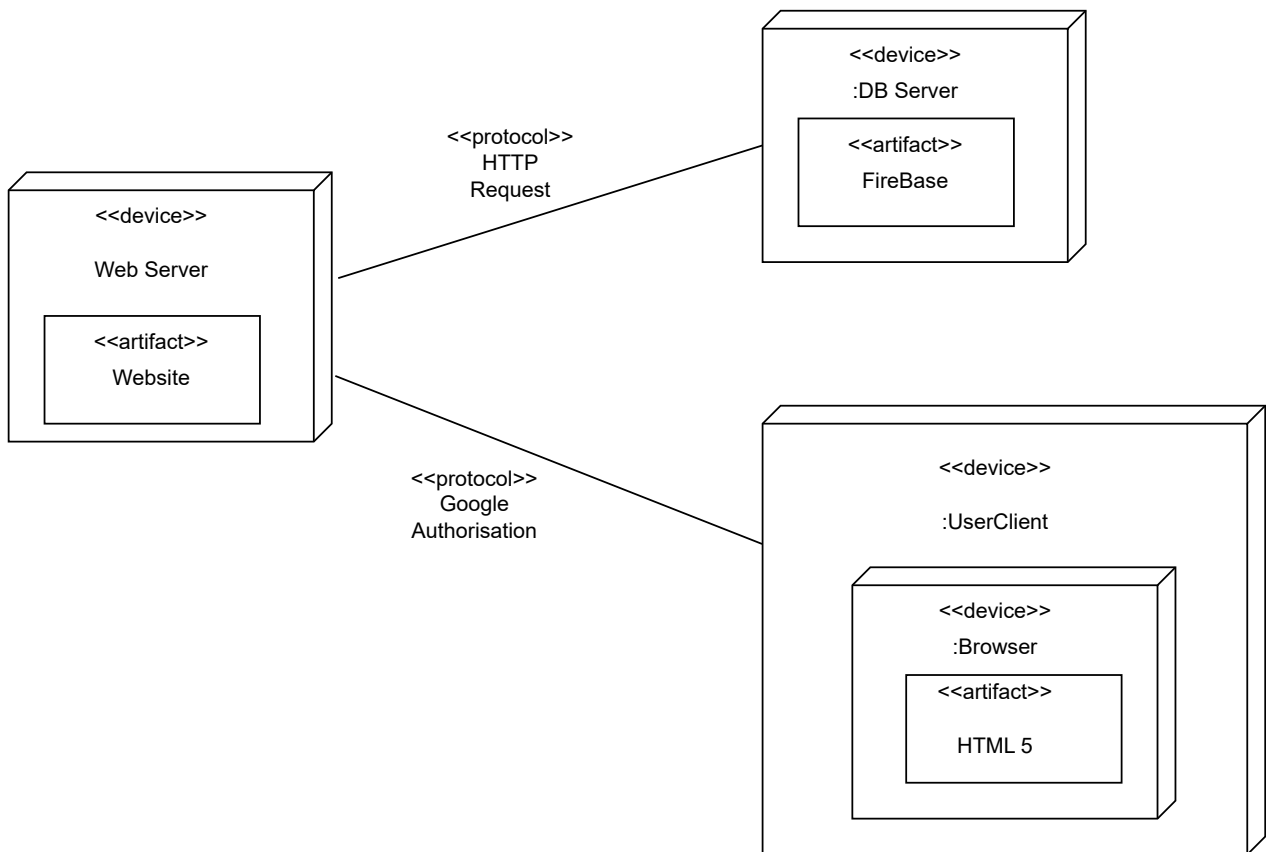 <<device>>
Web Server
<<artifact>>
Website
<<protocol>>
HTTP
Request
<<device>>
:DB Server
<<artifact>>
FireBase
<<protocol>>
Google
Authorisation
<<device>>
:UserClient
<<device>>
:Browser
<<artifact>>
HTML 5